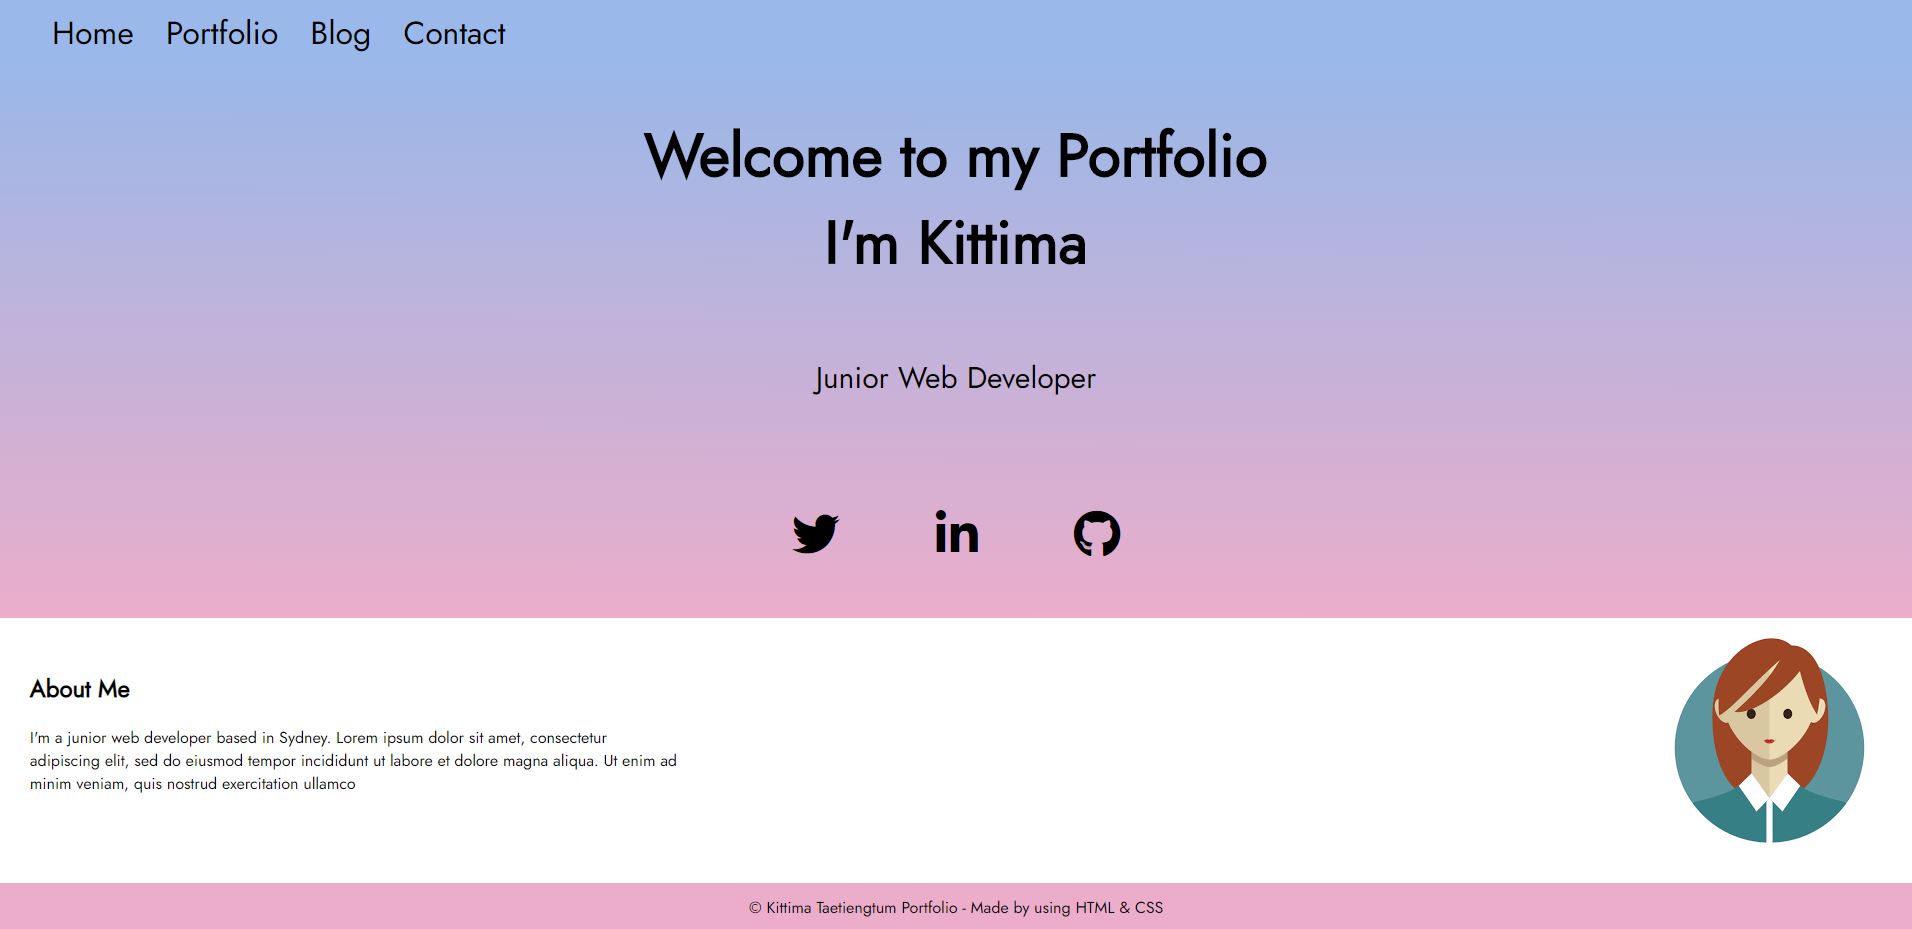 Home Portfolio Blog Contact
Welcome to my Portfolio
I'm Kittima
Junior Web Developer
in
About Me
I'm a junior web developer based in Sydney. Lorem ipsum dolor sit amet, consectetur
adipiscing elit, sed do eiusmod tempor incididunt ut labore et dolore magna aliqua. Ut enim ad
minim veniam, quis nostrud exercitation ullamco
© Kittima Taetiengtum Portfolio - Made by using HTML & CSS